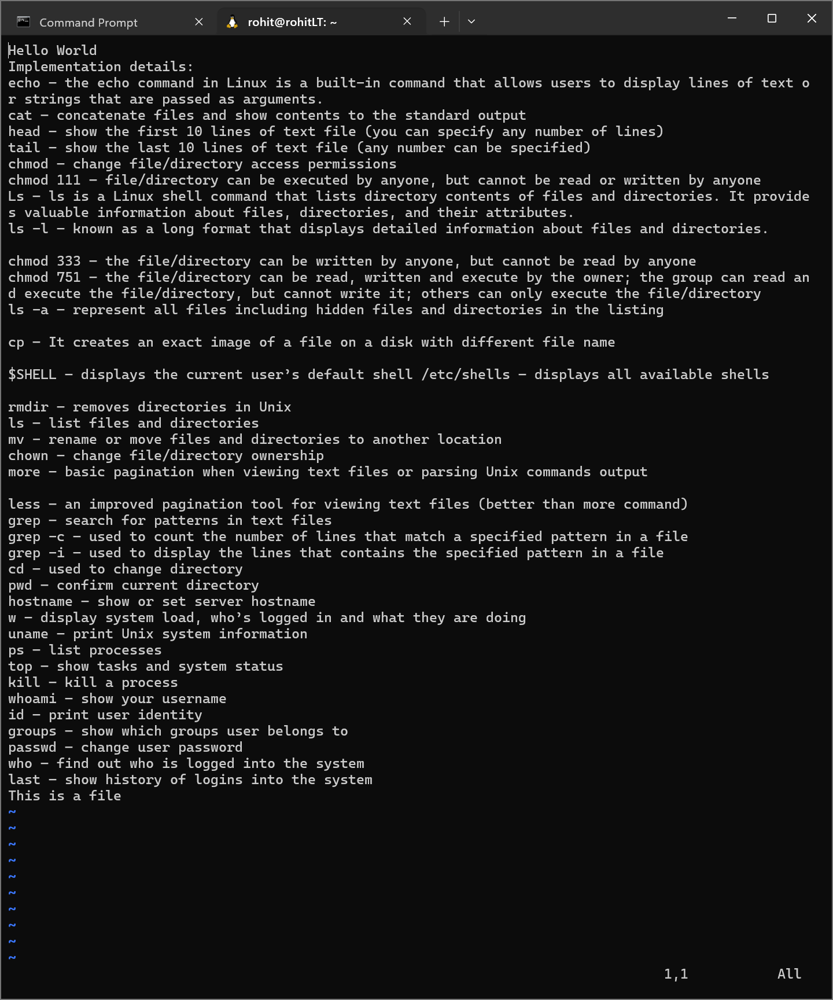 Command Prompt
rohit@rohitLT: ~
Hello World
Implementation details:
echo – the echo command in Linux is a built-in command that allows users to display lines of text o
r strings that are passed as arguments.
cat – concatenate files and show contents to the standard output
head – show the first 10 lines of text file (you can specify any number of lines)
tail – show the last 10 lines of text file (any number can be specified)
chmod – change file/directory access permissions
chmod 111 – file/directory can be executed by anyone, but cannot be read or written by anyone
Ls – ls is a Linux shell command that lists directory contents of files and directories. It provide
s valuable information about files, directories, and their attributes.
ls -l – known as a long format that displays detailed information about files and directories.
chmod 333 – the file/directory can be written by anyone, but cannot be read by anyone
chmod 751 – the file/directory can be read, written and execute by the owner; the group can read an
d execute the file/directory, but cannot write it; others can only execute the file/directory
ls -a – represent all files including hidden files and directories in the listing
cp – It creates an exact image of a file on a disk with different file name
$SHELL – displays the current user’s default shell /etc/shells – displays all available shells
rmdir – removes directories in Unix
ls – list files and directories
mv – rename or move files and directories to another location
chown – change file/directory ownership
more – basic pagination when viewing text files or parsing Unix commands output
less – an improved pagination tool for viewing text files (better than more command)
grep – search for patterns in text files
grep -c – used to count the number of lines that match a specified pattern in a file
grep -i – used to display the lines that contains the specified pattern in a file
cd – used to change directory
pwd – confirm current directory
hostname – show or set server hostname
w – display system load, who’s logged in and what they are doing
uname – print Unix system information
ps – list processes
top – show tasks and system status
kill – kill a process
whoami – show your username
id – print user identity
groups – show which groups user belongs to
passwd – change user password
who – find out who is logged into the system
last – show history of logins into the system
This is a file
~
~
~
~
~
~
~
~
~
~
1,1 All